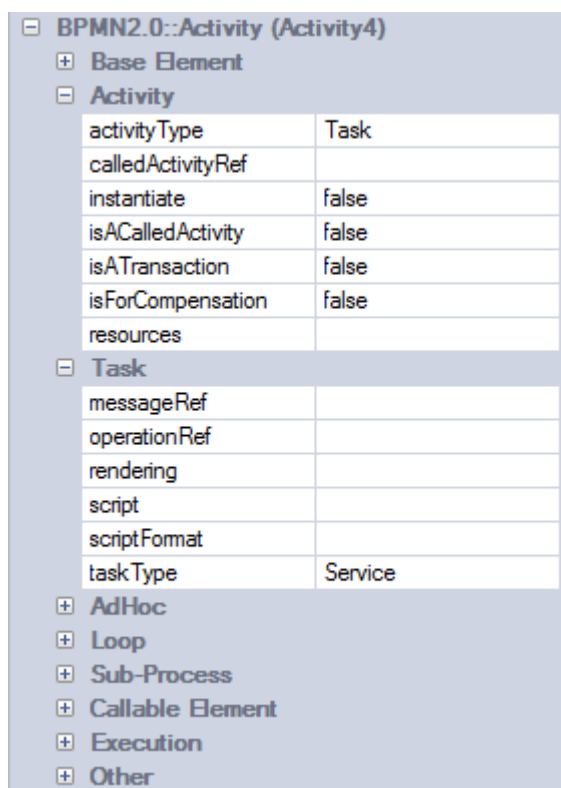 BPMN2.0::Activity (Activity4)
Base Element
Activity
activityType Task
calledActivityRef
instantiate false
isACalledActivity false
isATransaction false
isForCompensation false
resources
Task
messageRef
operationRef
rendering
script
scriptFormat
taskType Service
AdHoc
Loop
Sub-Process
Callable Element
Execution
Other